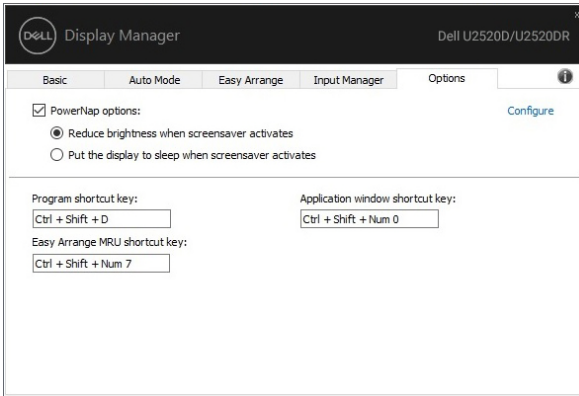 DELL Display Manager Dell U2520D/U2520DR
Basic Auto Mode Easy Arrange Input Manager Options
PowerNap options: Configure
Reduce brightness when screensaver activates
Put the display to sleep when screensaver activates
Program shortcut key: Application window shortcut key:
Ctrl + Shift + D Ctrl + Shift + Num 0
Easy Arrange MRU shortcut key:
Ctrl + Shift + Num 7